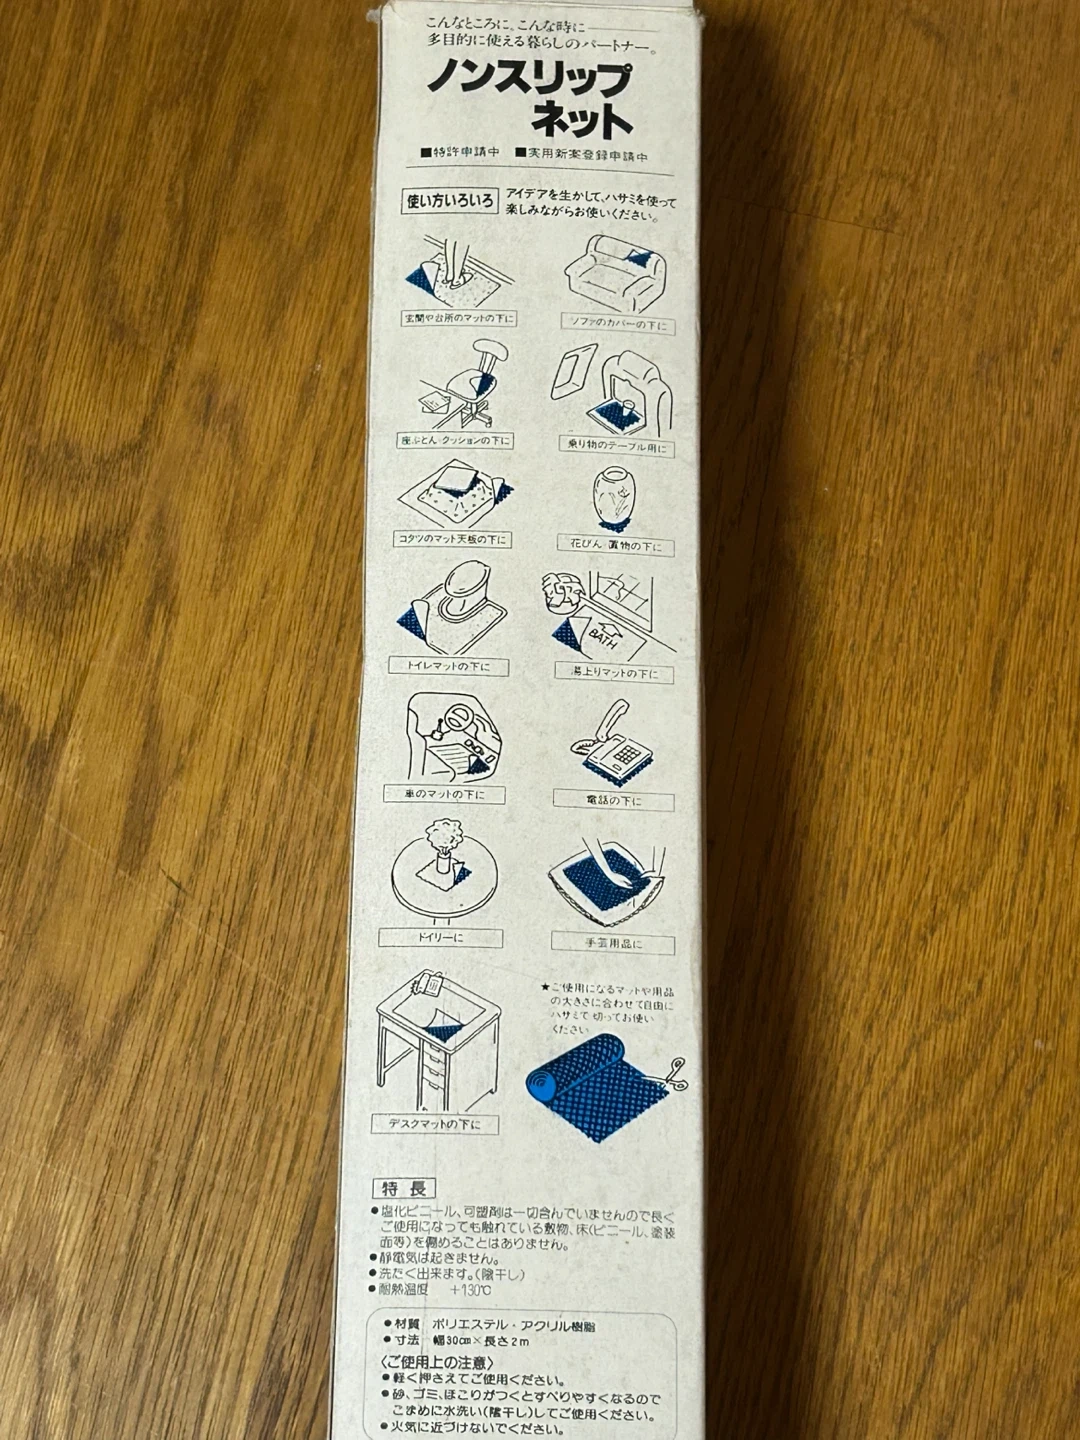 こんなところに。こんな時に
多目的に使える暮らしのパートナー。
ノンスリップ
ネット
■特許申請中 ■実用新案登録申請中
使い方いろいろ
アイデアを生かして、ハサミを使って
楽しみながらお使いください。
玄関や台所のマットの下に
ソファのカバーの下に
座ぶとん・クッションの下に
乗り物のテーブル用に
コタツのマット天板の下に
花びん 置物の下に
トイレマットの下に
BATH
湯上りマットの下に
車のマットの下に
電話の下に
ドイリーに
手芸用品に
★ご使用になるマットや用品
の大きさに合わせて自由に
ハサミで切ってお使い
ください
デスクマットの下に
特長
●塩化ビニール、可塑剤は一切含んでいませんので長く
ご使用になっても触れている敷物、床(ビニール、塗装
面等)を傷めることはありません。
●静電気は起きません。
●洗たく出来ます。(陰干し)
●耐熱温度 +130℃
●材質 ポリエステル・アクリル樹脂
●寸法 幅30cm×長さ2m
〈ご使用上の注意〉
●軽く押さえてご使用ください。
●砂、ゴミ、ほこりがつくとすべりやすくなるので
こまめに水洗い(陰干し)してご使用ください。
●火気に近づけないでください。